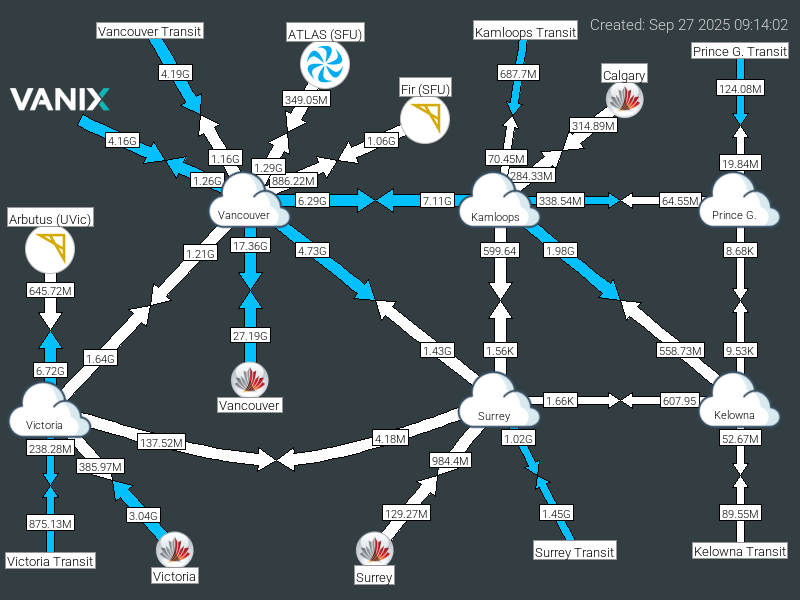 Created: Sep 27 2025 09:14:02
Vancouver Transit
ATLAS (SFU)
Kamloops Transit
Prince G. Transit
4.19G
687.7M
Calgary
124.08M
Fir (SFU)
VANIX
349.05M
314.89M
4.16G
1.16G
1.06G
70.45M
19.84M
1.29G
1.26G
886.22M
284.33M
6.29G
7.11G
338.54M
64.55M
Vancouver
Kamloops
Prince G.
Arbutus (UVic)
17.36G
4.73G
599.64
1.98G
8.68K
1.21G
645.72M
27.19G
1.64G
1.43G
1.56K
558.73M
9.53K
6.72G
Vancouver
1.66K
607.95
Victoria
Surrey
Kelowna
238.28M
137.52M
4.18M
1.02G
52.67M
385.97M
984.4M
875.13M
3.04G
129.27M
1.45G
89.55M
Victoria Transit
Victoria
Surrey
Surrey Transit
Kelowna Transit